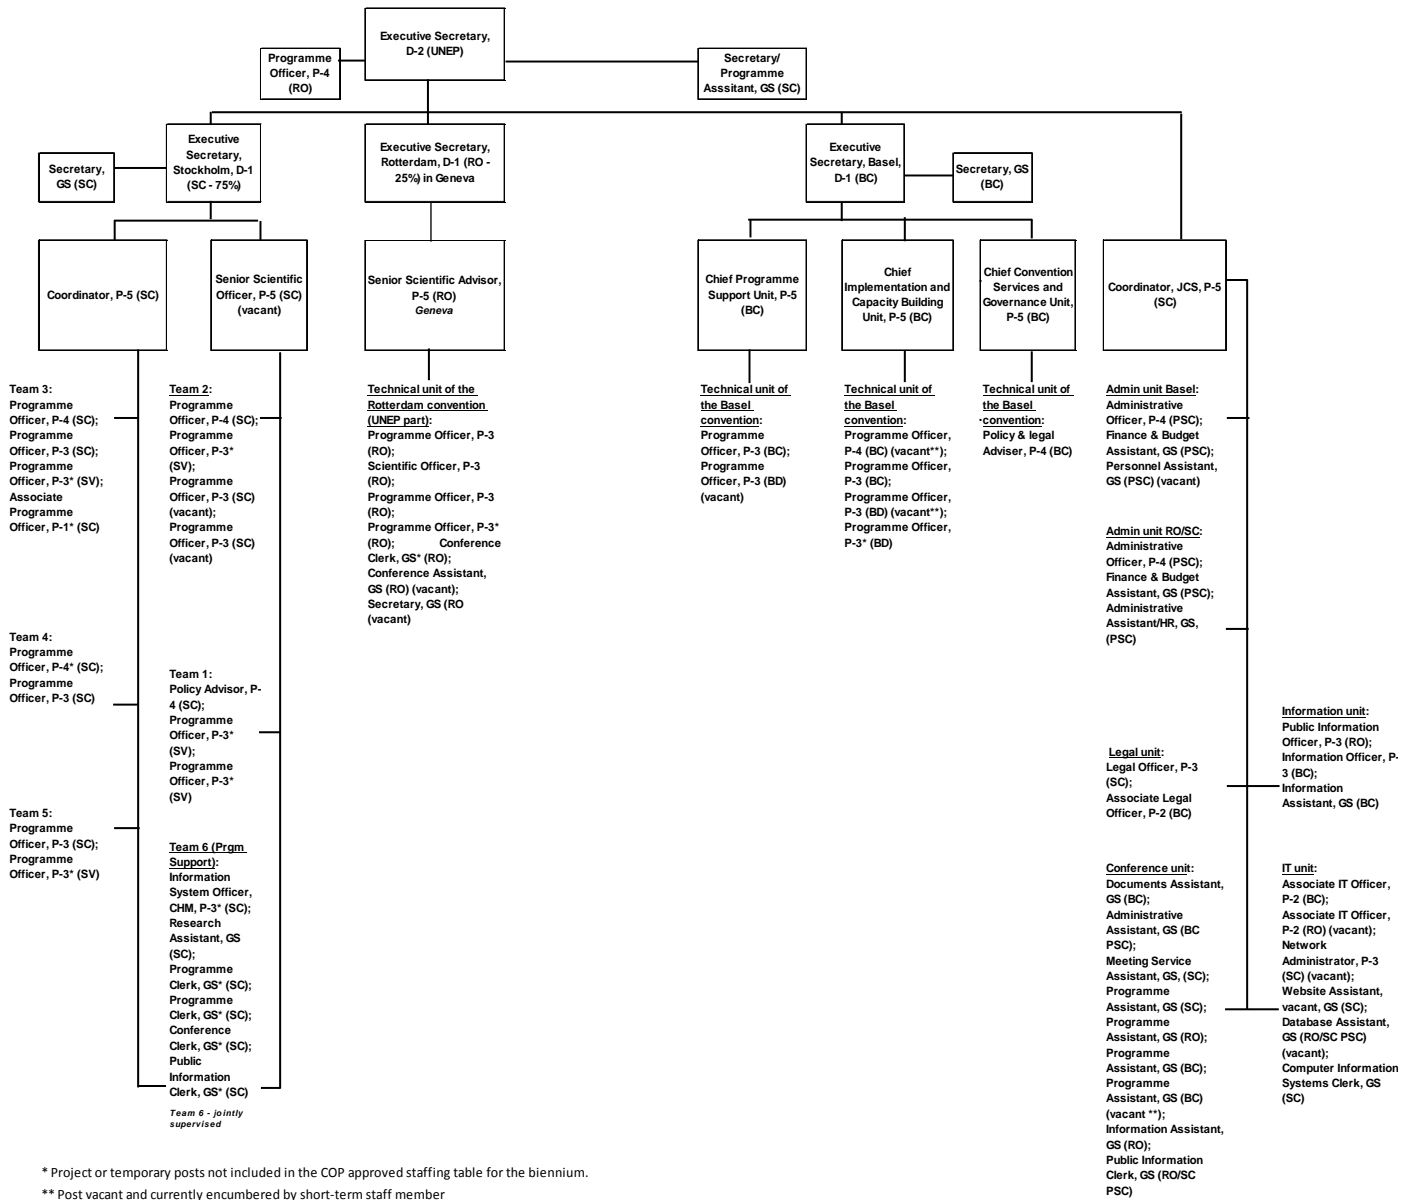 Executive Secretary,
D-2 (UNEP)
Programme
Officer, P-4
(RO)
Secretary/
Programme
Asssitant, GS (SC)
Secretary,
GS (SC)
Executive
Secretary,
Stockholm, D-1
(SC - 75%)
Executive Secretary,
Rotterdam, D-1 (RO -
25%) in Geneva
Executive
Secretary, Basel,
D-1 (BC)
Secretary, GS
(BC)
Coordinator, P-5 (SC)
Senior Scientific
Officer, P-5 (SC)
(vacant)
Senior Scientific Advisor,
P-5 (RO)
Geneva
Chief Programme
Support Unit, P-5
(BC)
Chief
Implementation and
Capacity Building
Unit, P-5 (BC)
Chief Convention
Services and
Governance Unit,
P-5 (BC)
Coordinator, JCS, P-5
(SC)
Team 3:
Programme
Officer, P-4 (SC);
Programme
Officer, P-3 (SC);
Programme
Officer, P-3* (SV);
Associate
Programme
Officer, P-1* (SC)
Team 4:
Programme
Officer, P-4* (SC);
Programme
Officer, P-3 (SC)
Team 5:
Programme
Officer, P-3 (SC);
Programme
Officer, P-3* (SV)
Team 2:
Programme
Officer, P-4 (SC);
Programme
Officer, P-3*
(SV);
Programme
Officer, P-3 (SC)
(vacant);
Programme
Officer, P-3 (SC)
(vacant)
Team 1:
Policy Advisor, P-
4 (SC);
Programme
Officer, P-3*
(SV);
Programme
Officer, P-3*
(SV)
Team 6 (Prgm
Support):
Information
System Officer,
CHM, P-3* (SC);
Research
Assistant, GS
(SC);
Programme
Clerk, GS* (SC);
Programme
Clerk, GS* (SC);
Conference
Clerk, GS* (SC);
Public
Information
Clerk, GS* (SC)
Team 6 - jointly
supervised
Technical unit of the
Rotterdam convention
(UNEP part):
Programme Officer, P-3
(RO);
Scientific Officer, P-3
(RO);
Programme Officer, P-3
(RO);
Programme Officer, P-3*
(RO); Conference
Clerk, GS* (RO);
Conference Assistant,
GS (RO) (vacant);
Secretary, GS (RO
(vacant)
Technical unit of
the Basel
convention:
Programme
Officer, P-3 (BC);
Programme
Officer, P-3 (BD)
(vacant)
Technical unit of
the Basel
convention:
Programme Officer,
P-4 (BC) (vacant**);
Programme Officer,
P-3 (BC);
Programme Officer,
P-3 (BD) (vacant**);
Programme Officer,
P-3* (BD)
Technical unit of
the Basel
convention:
Policy & legal
Adviser, P-4 (BC)
Admin unit Basel:
Administrative
Officer, P-4 (PSC);
Finance & Budget
Assistant, GS (PSC);
Personnel Assistant,
GS (PSC) (vacant)
Admin unit RO/SC:
Administrative
Officer, P-4 (PSC);
Finance & Budget
Assistant, GS (PSC);
Administrative
Assistant/HR, GS,
(PSC)
Legal unit:
Legal Officer, P-3
(SC);
Associate Legal
Officer, P-2 (BC)
Information unit:
Public Information
Officer, P-3 (RO);
Information Officer, P-
3 (BC);
Information
Assistant, GS (BC)
Conference unit:
Documents Assistant,
GS (BC);
Administrative
Assistant, GS (BC
PSC);
Meeting Service
Assistant, GS, (SC);
Programme
Assistant, GS (SC);
Programme
Assistant, GS (RO);
Programme
Assistant, GS (BC);
Programme
Assistant, GS (BC)
(vacant **);
Information Assistant,
GS (RO);
Public Information
Clerk, GS (RO/SC
PSC)
IT unit:
Associate IT Officer,
P-2 (BC);
Associate IT Officer,
P-2 (RO) (vacant);
Network
Administrator, P-3
(SC) (vacant);
Website Assistant,
vacant, GS (SC);
Database Assistant,
GS (RO/SC PSC)
(vacant);
Computer Information
Systems Clerk, GS
(SC)
* Project or temporary posts not included in the COP approved staffing table for the biennium.
** Post vacant and currently encumbered by short-term staff member